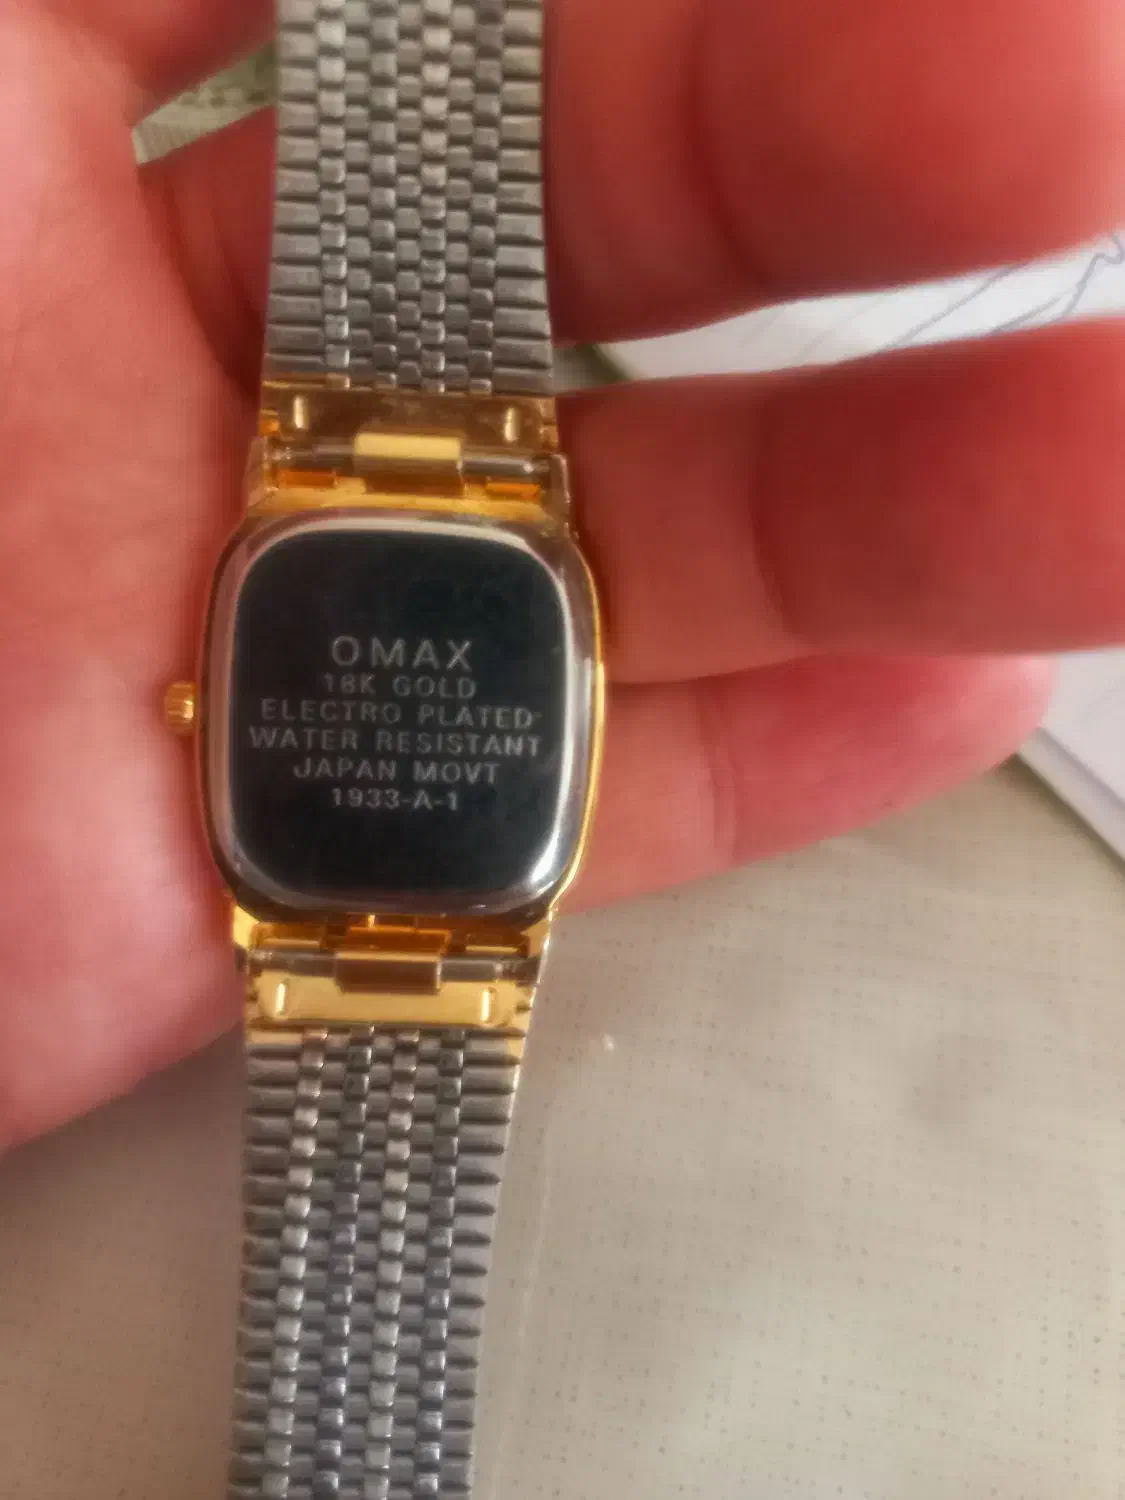 OMAX
18K GOLD
ELECTRO PLATED
WATER RESISTANT
JAPAN MOVT
1933-A-1